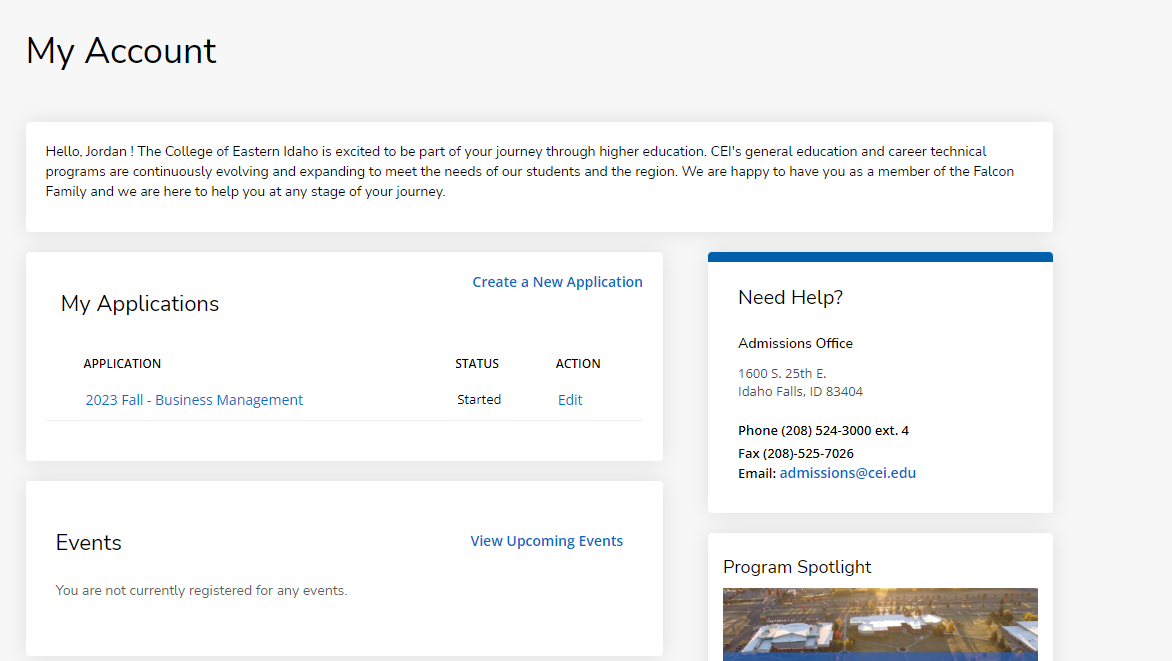 My Account
Hello, Jordan ! The College of Eastern Idaho is excited to be part of your journey through higher education. CEI's general education and career technical
programs are continuously evolving and expanding to meet the needs of our students and the region. We are happy to have you as a member of the Falcon
Family and we are here to help you at any stage of your journey.
Create a New Application
My Applications
APPLICATION STATUS ACTION
2023 Fall - Business Management Started Edit
Events
View Upcoming Events
You are not currently registered for any events.
Need Help?
Admissions Office
1600 S. 25th E.
Idaho Falls, ID 83404
Phone (208) 524-3000 ext. 4
Fax (208)-525-7026
Email: admissions@cei.edu
Program Spotlight